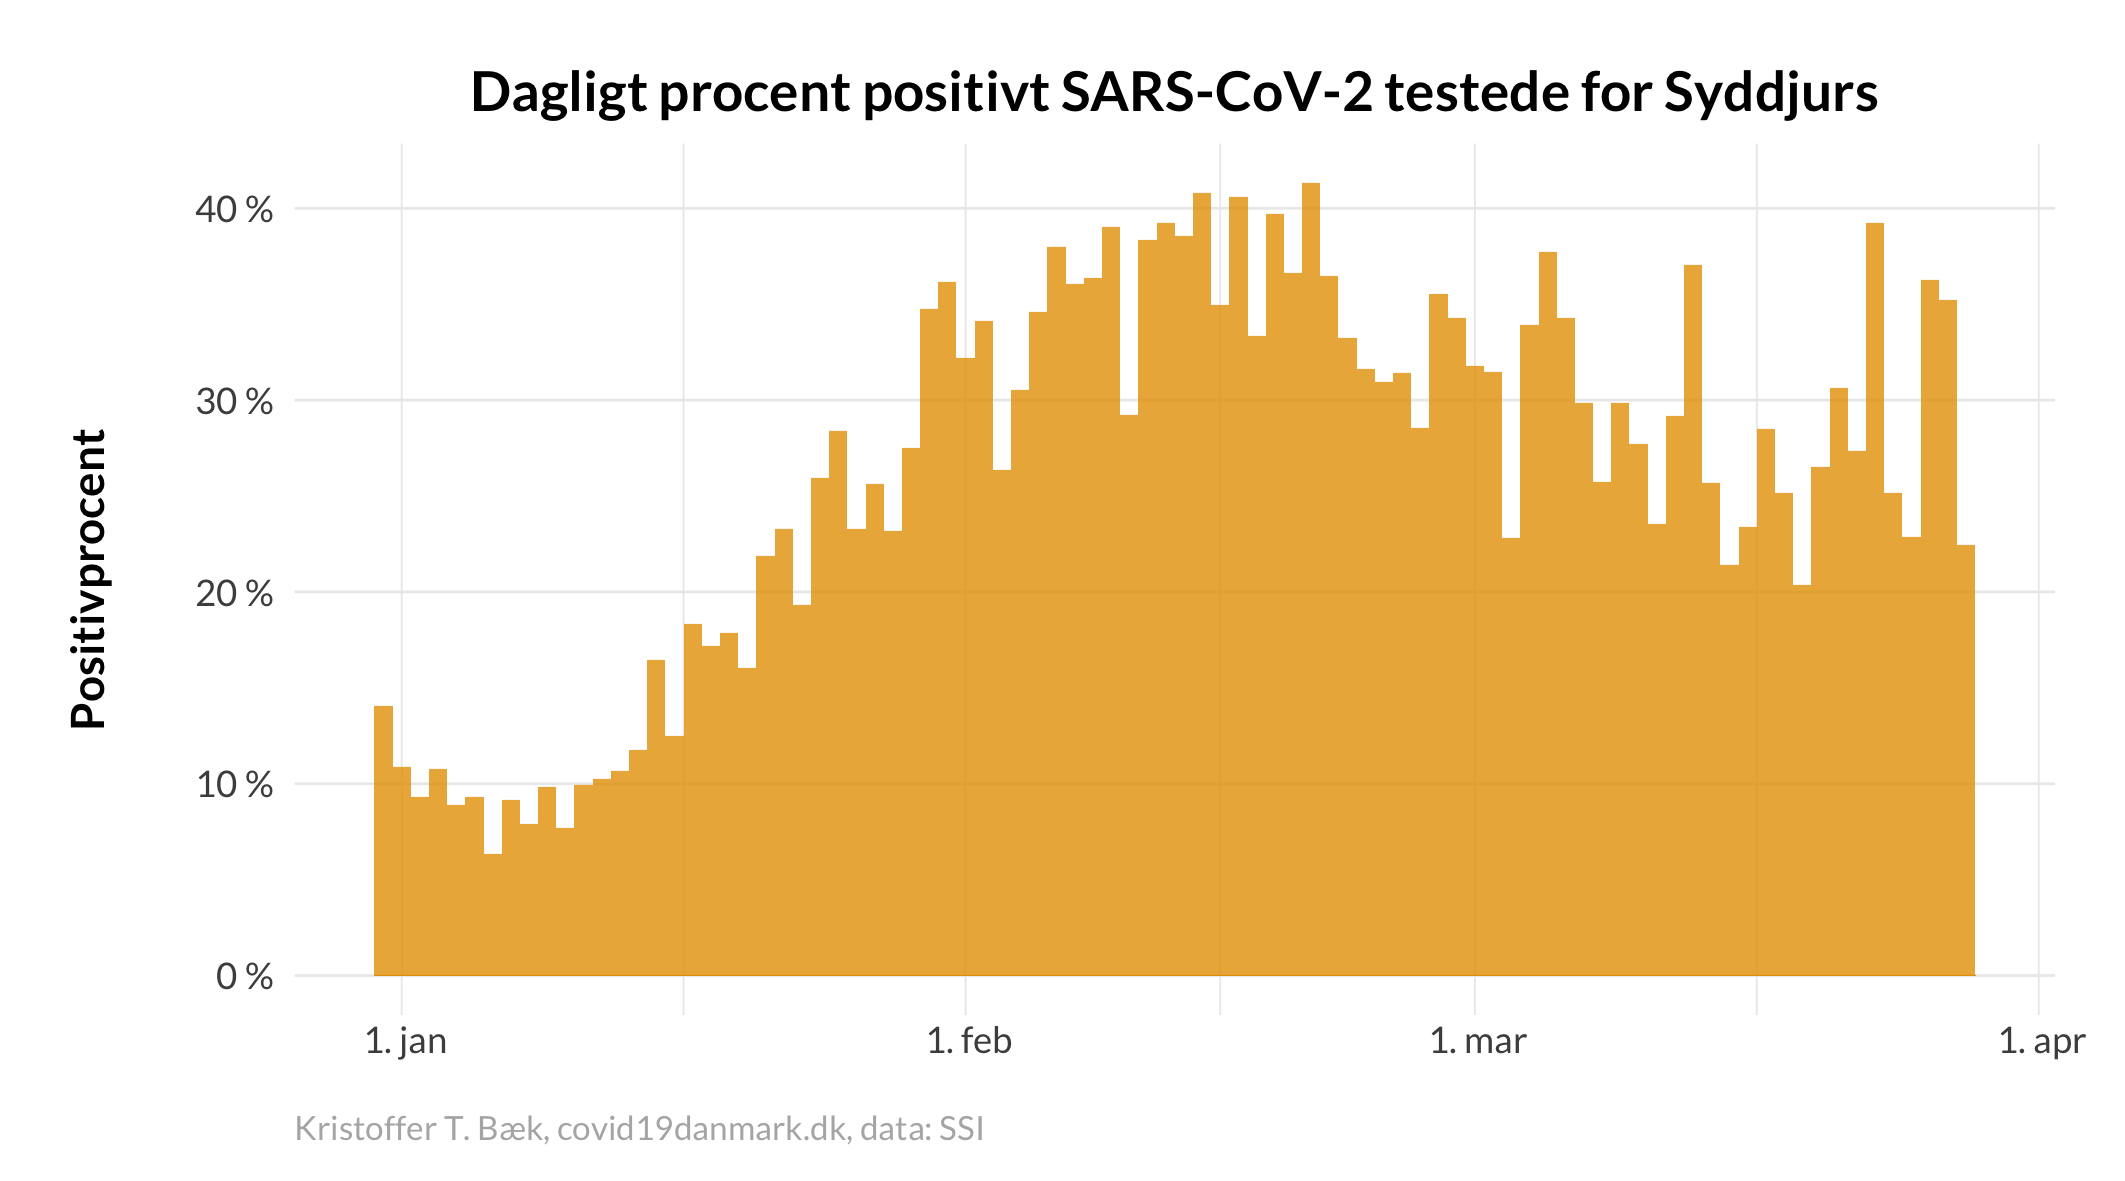 Dagligt procent positivt SARS-CoV-2 testede for Syddjurs
Positivprocent
40 %
30 %
20 %
10 %
0 %
1. jan
1. feb
1. mar
1. apr
Kristoffer T. Bæk, covid19danmark.dk, data: SSI